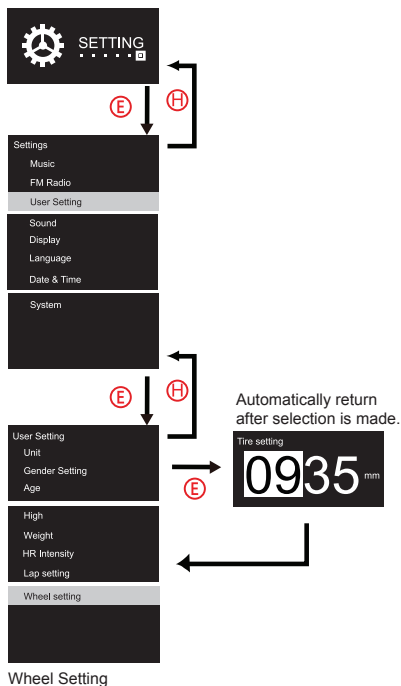 SETTING
E
H
Settings
Music
FM Radio
User Setting
Sound
Display
Language
Date & Time
System
E
H
Automatically return
after selection is made.
User Setting
Unit
Gender Setting
Age
E
Tire setting
0935 mm
High
Weight
HR Intensity
Lap setting
Wheel setting
Wheel Setting